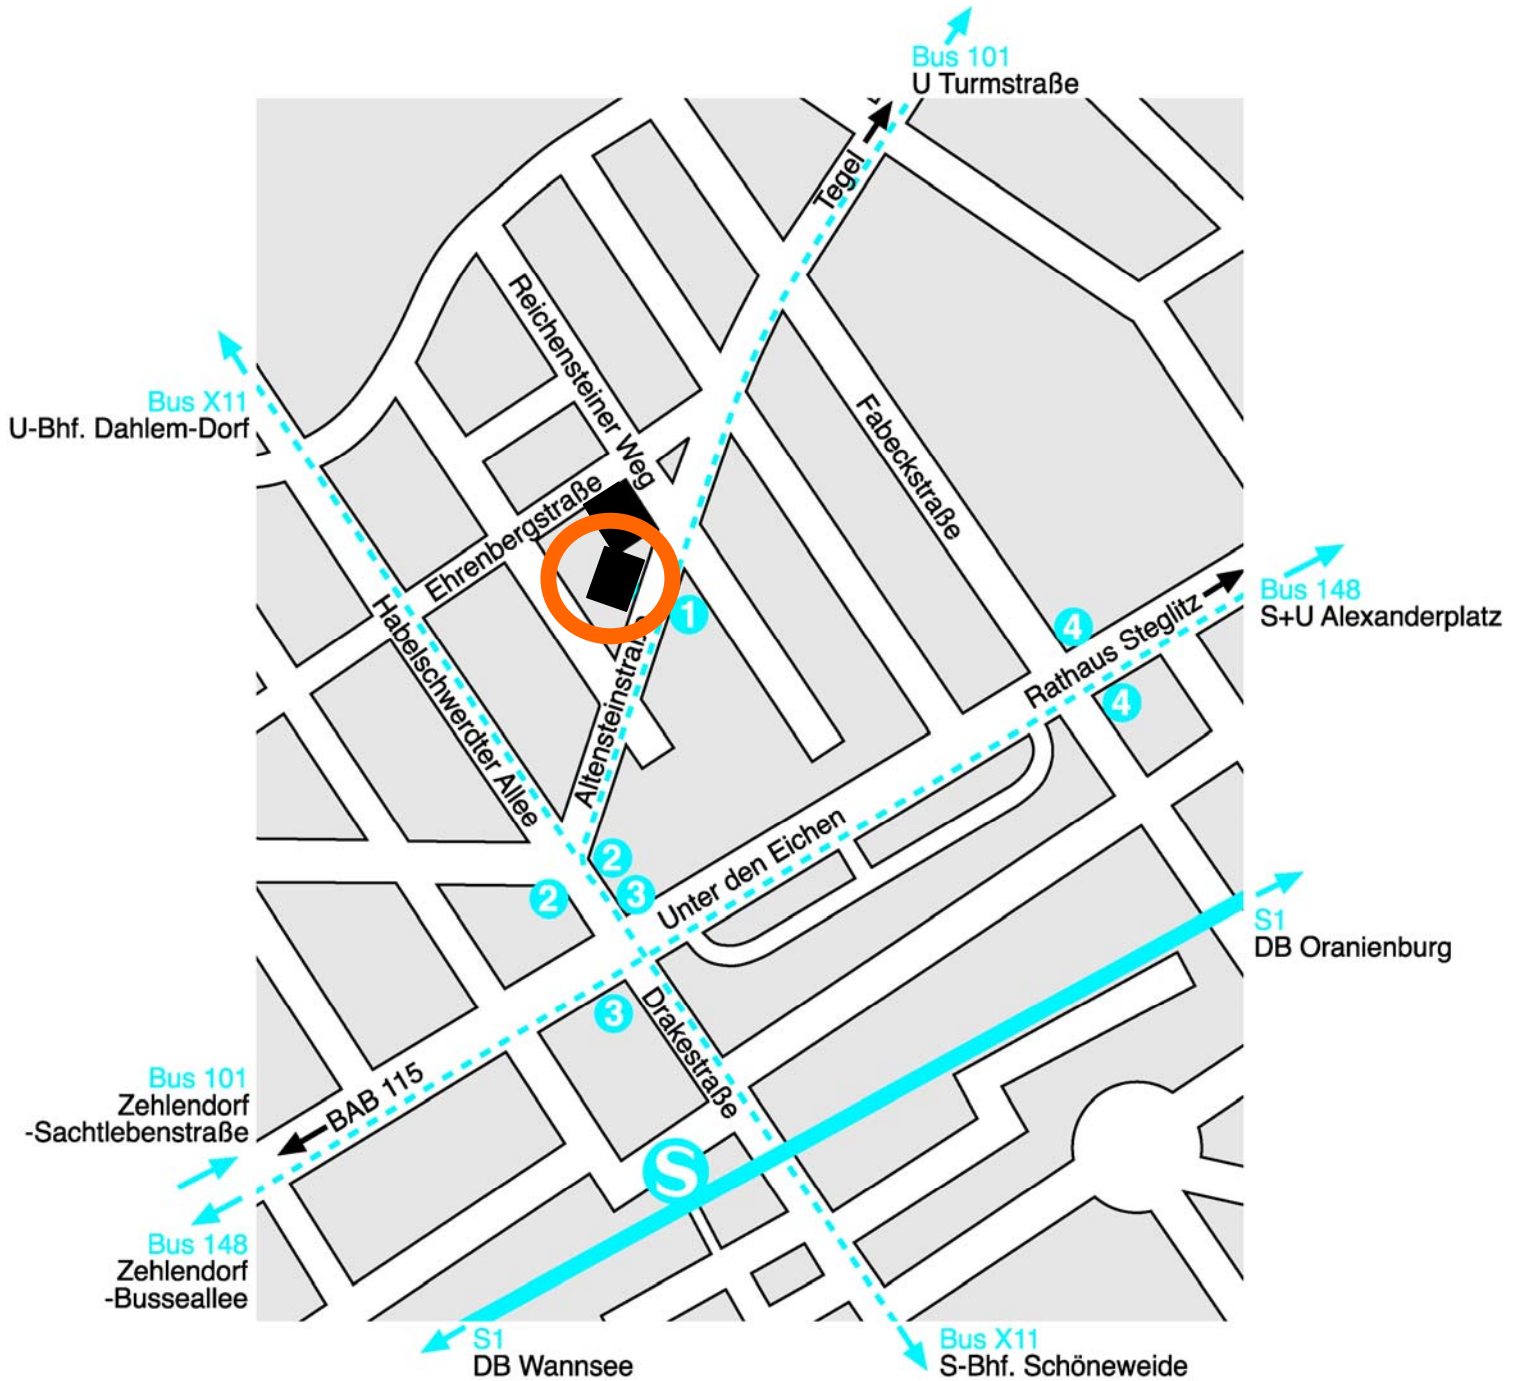 Bus 101
U Turmstraße
Tegel
Reichensteiner Weg
Bus X11
U-Bhf. Dahlem-Dorf
Fabeckstraße
Ehrenbergstraße
Habelschwerdter Allee
1
Altensteinstraße
4
Rathaus Steglitz
4
Bus 148
S+U Alexanderplatz
Unter den Eichen
2
2
3
S1
DB Oranienburg
3
Drakestraße
BAB 115
Bus 101
Zehlendorf
-Sachtlebenstraße
S
Bus 148
Zehlendorf
-Busseallee
S1
DB Wannsee
Bus X11
S-Bhf. Schöneweide